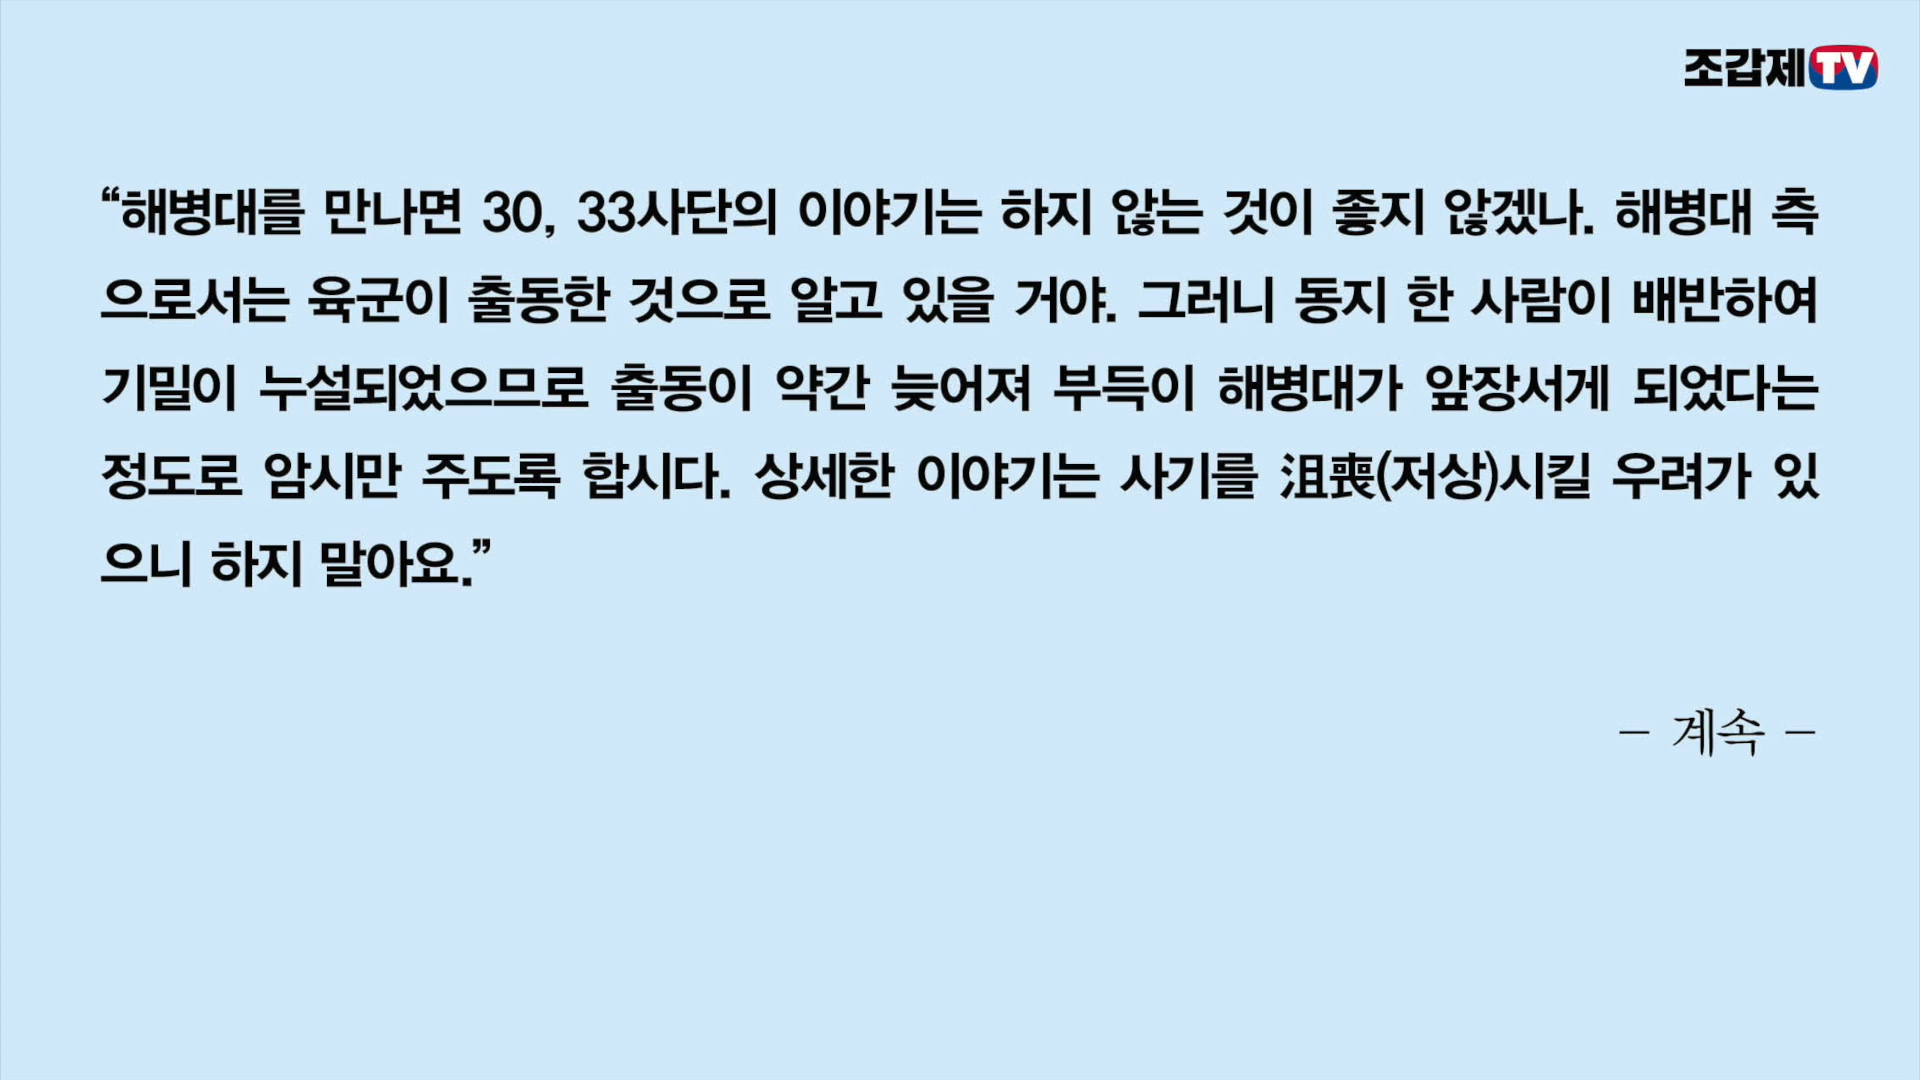 조갑제TV
“해병대를 만나면 30, 33사단의 이야기는 하지 않는 것이 좋지 않겠나. 해병대 측
으로서는 육군이 출동한 것으로 알고 있을 거야. 그러니 동지 한 사람이 배반하여
기밀이 누설되었으므로 출동이 약간 늦어져 부득이 해병대가 앞장서게 되었다는
정도로 암시만 주도록 합시다. 상세한 이야기는 사기를 沮喪(저상)시킬 우려가 있
으니 하지 말아요.”
– 계속 –